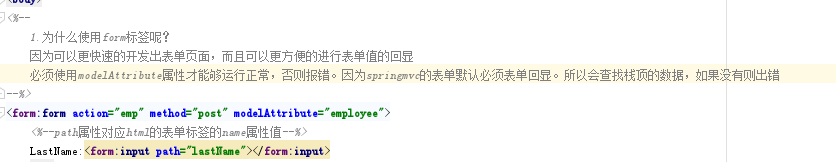 <body>
<%--
1.为什么使用form标签呢?
因为可以更快速的开发出表单页面,而且可以更方便的进行表单值的回显
必须使用modelAttribute属性才能够运行正常,否则报错。因为springmvc的表单默认必须表单回显。所以会查找栈顶的数据,如果没有则出错
--%>
<form:form action="emp" method="post" modelAttribute="employee">
<%--path属性对应html的表单标签的name属性值--%>
LastName:<form:input path="lastName"></form:input>